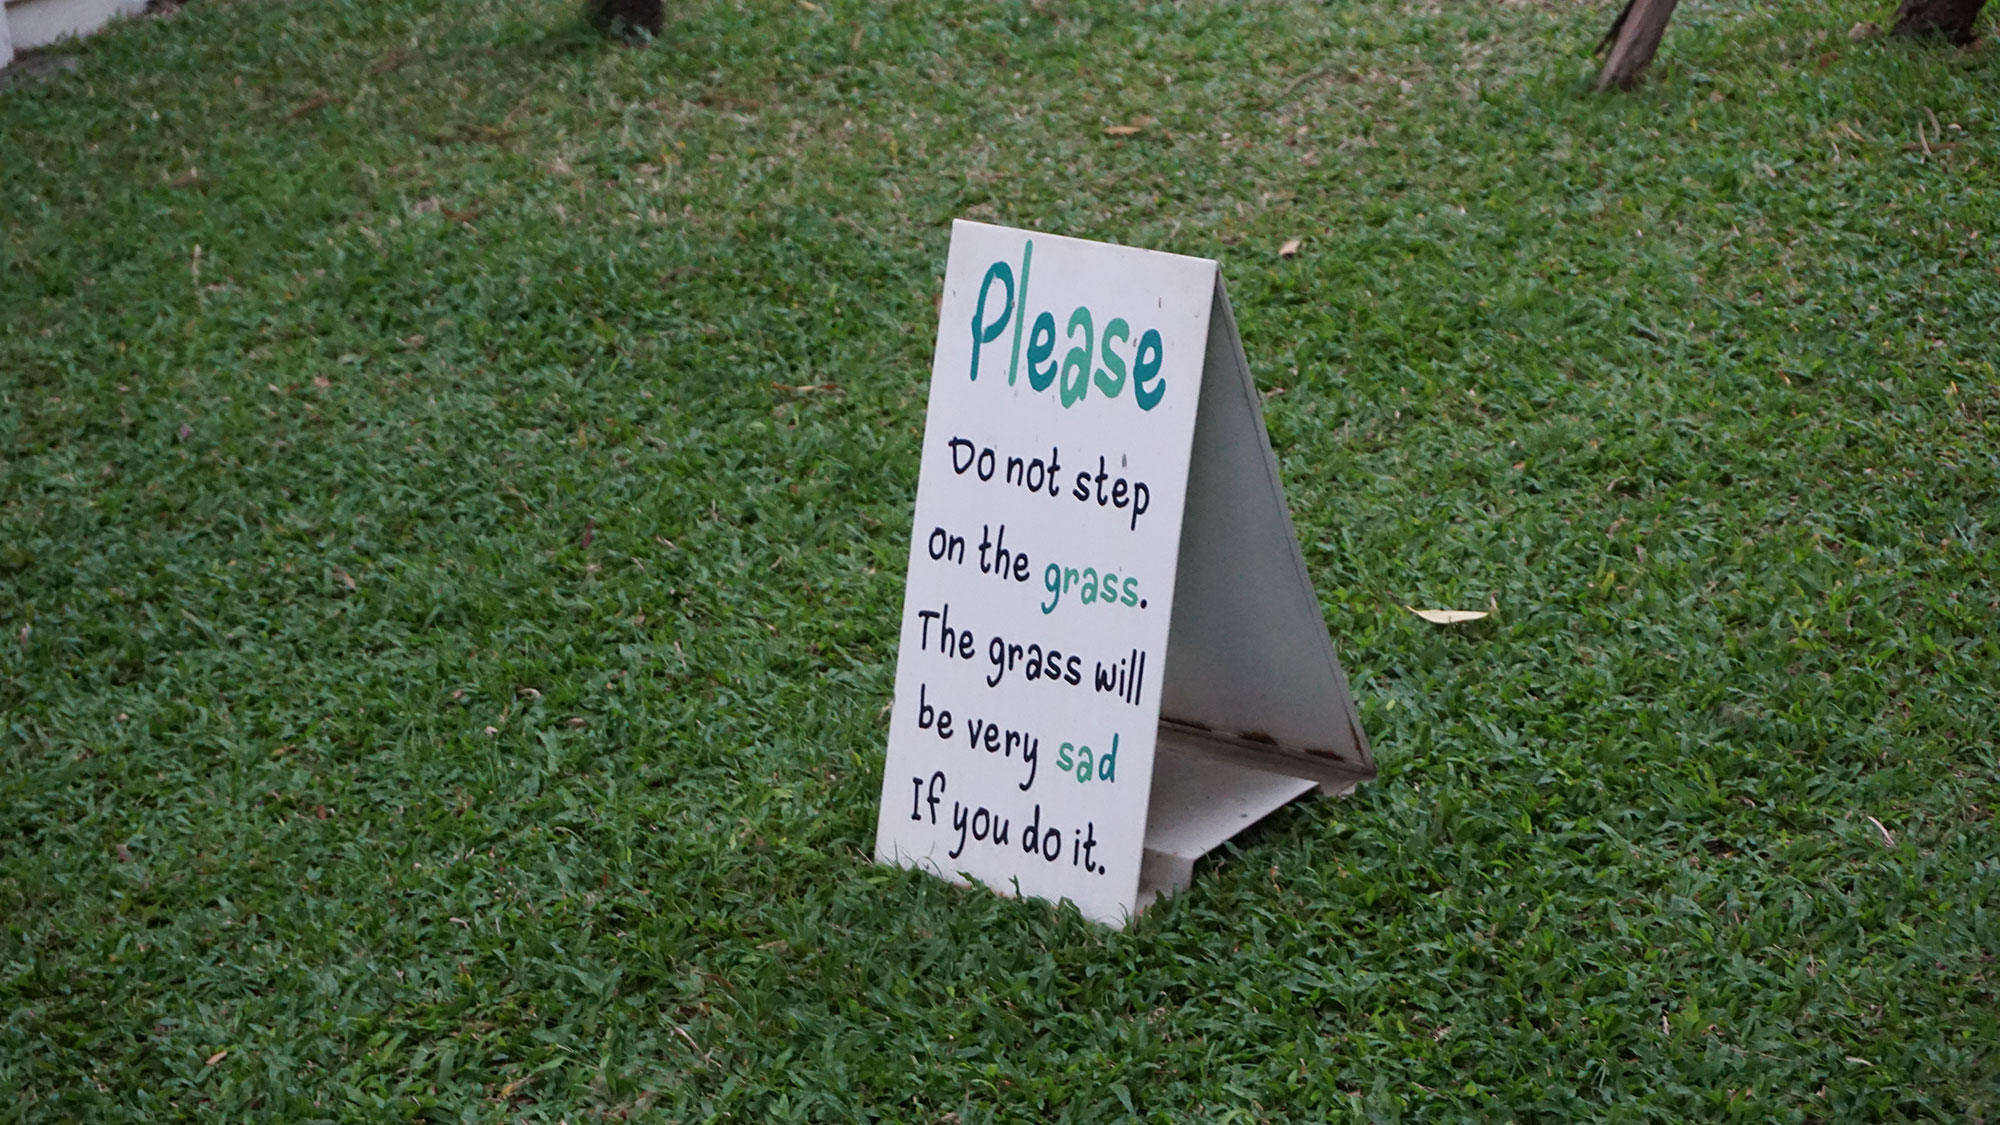 Please
Do not step
on the grass.
The grass will
be very sad
If you do it.